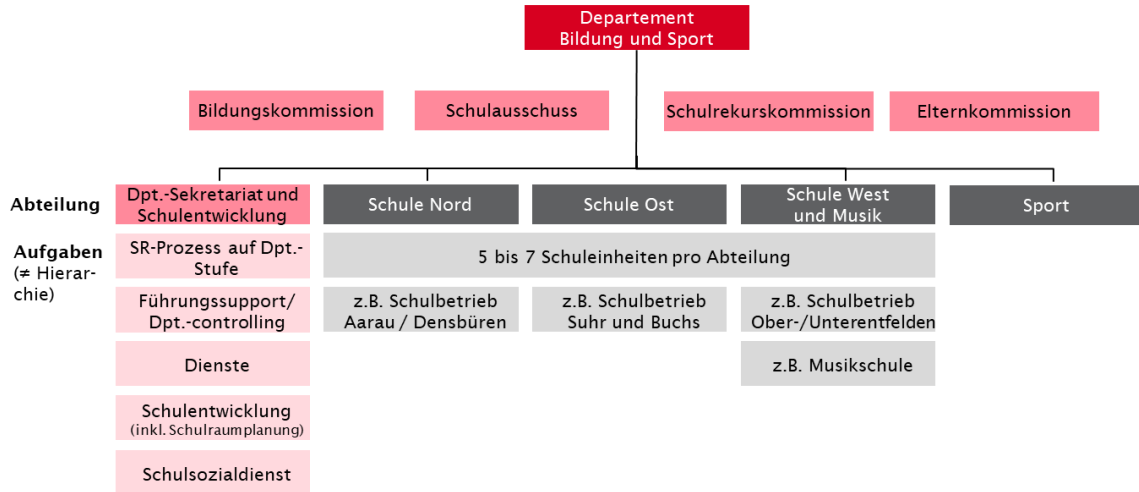 Departement
Bildung und Sport
Bildungskommission
Schulausschuss
Schulrekurskommission
Elternkommission
Abteilung
Dpt.-Sekretariat und
Schulentwicklung
Schule Nord
Schule Ost
Schule West
und Musik
Sport
Aufgaben
(≠ Hierar-
chie)
SR-Prozess auf Dpt.-
Stufe
5 bis 7 Schuleinheiten pro Abteilung
Führungssupport/
Dpt.-controlling
z.B. Schulbetrieb
Aarau / Densbüren
z.B. Schulbetrieb
Suhr und Buchs
z.B. Schulbetrieb
Ober-/Unterentfelden
Dienste
z.B. Musikschule
Schulentwicklung
(inkl. Schulraumplanung)
Schulsozialdienst